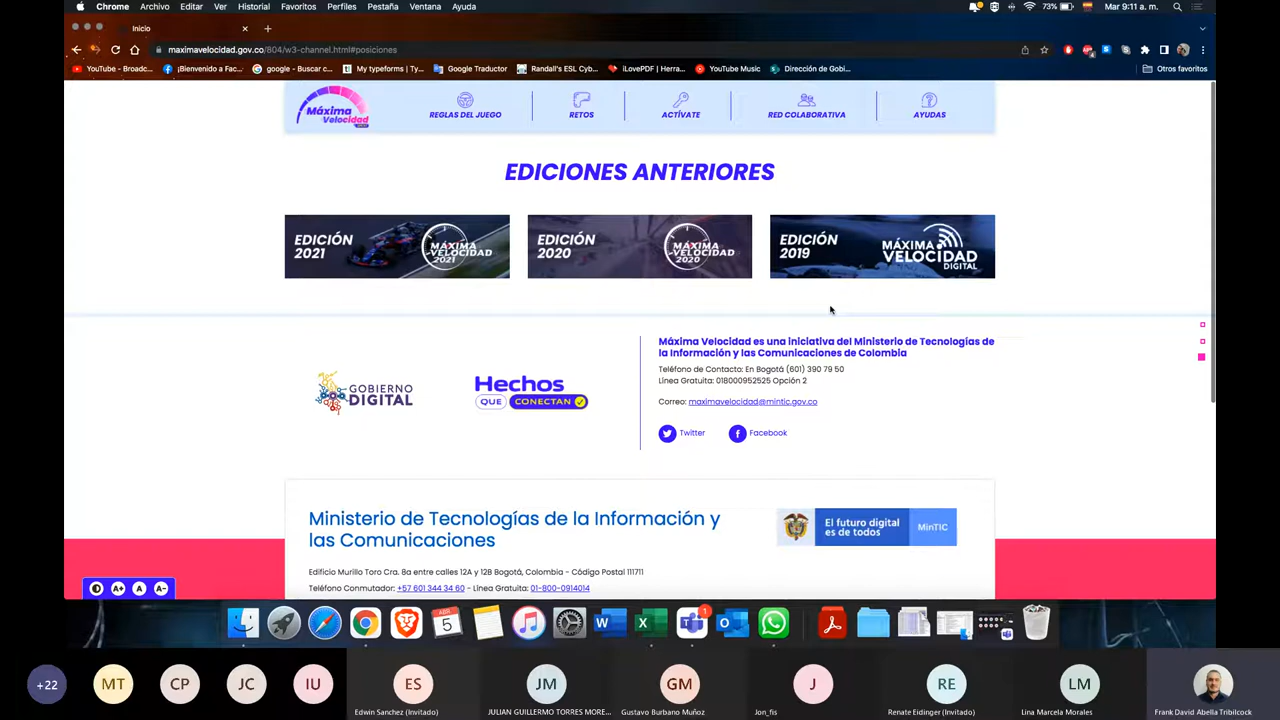 Chrome Archivo Editar Ver Historial Favoritos Perfiles Pestaña Ventana Ayuda 73% Mar 9:11 a. m.
Inicio
maximavelocidad.gov.co/804/w3-channel.html#posiciones
YouTube - Broadc... ¡Bienvenido a Fac... google - Buscar c... My typeforms | Ty... Google Traductor Randall's ESL Cyb... iLovePDF | Herra... YouTube Music Dirección de Gobi... Otros favoritos
Máxima
Velocidad
REGLAS DEL JUEGO RETOS ACTÍVATE RED COLABORATIVA AYUDAS
EDICIONES ANTERIORES
EDICIÓN
2021
MÁXIMA
VELOCIDAD
2021
EDICIÓN
2020
MÁXIMA
VELOCIDAD
2020
EDICIÓN
2019
MÁXIMA
VELOCIDAD
DIGITAL
GOBIERNO
DIGITAL
Hechos
QUE CONECTAN
Máxima Velocidad es una iniciativa del Ministerio de Tecnologías de
la Información y las Comunicaciones de Colombia
Teléfono de Contacto: En Bogotá (601) 390 79 50
Línea Gratuita: 018000952525 Opción 2
Correo: maximavelocidad@mintic.gov.co
Twitter Facebook
Ministerio de Tecnologías de la Información y
las Comunicaciones
El futuro digital
es de todos
MinTIC
Edificio Murillo Toro Cra. 8a entre calles 12A y 12B Bogotá, Colombia - Código Postal 111711
Teléfono Conmutador: +57 601 344 34 60 - Línea Gratuita: 01-800-0914014
A+ A A-
ABR
5
W X 1
+22 MT CP JC IU ES JM GM J RE LM
Edwin Sanchez (Invitado) JULIAN GUILLERMO TORRES MORE... Gustavo Burbano Muñoz Jon_fis Renate Eidinger (Invitado) Lina Marcela Morales Frank David Abella Tribilcock